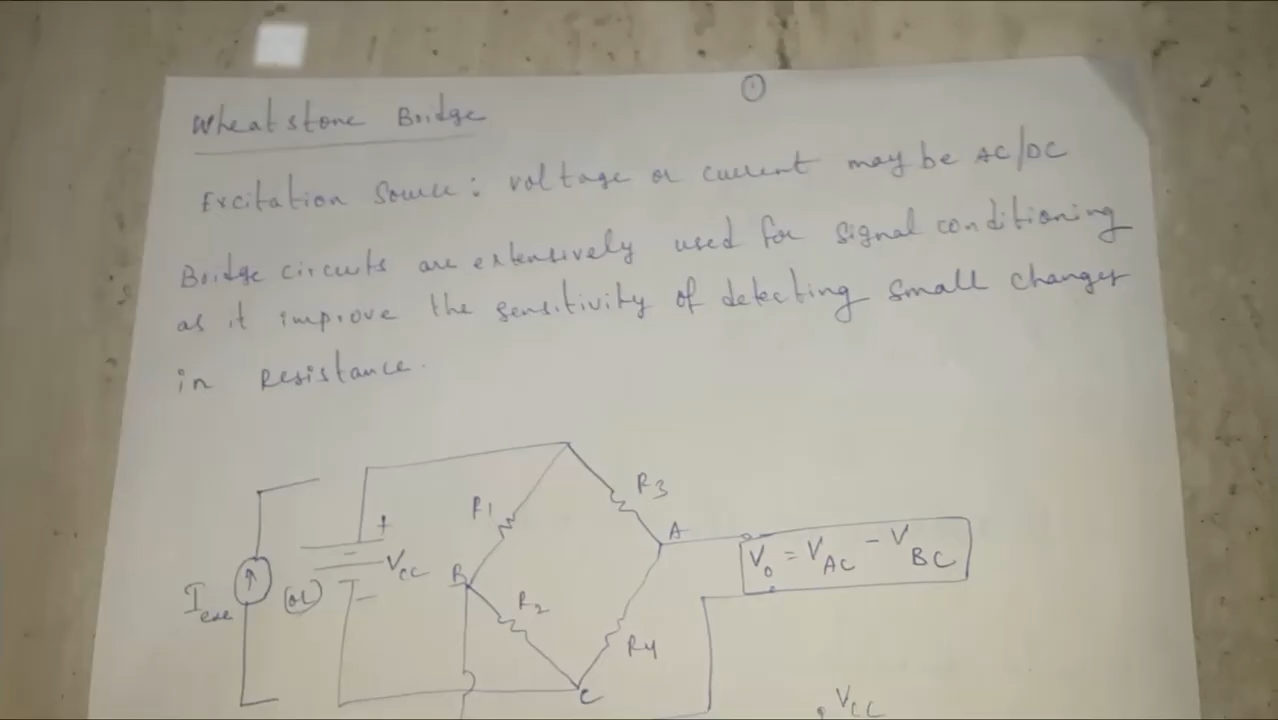 1
Wheatstone Bridge
Excitation Source: voltage or current may be AC/DC
Bridge circuits are extensively used for signal conditioning
as it improve the sensitivity of detecting small changes
in Resistance.
R1
R3
+
A
Vcc
B
Vo = VAC - VBC
Iexe
(or)
R2
R4
C
Vcc